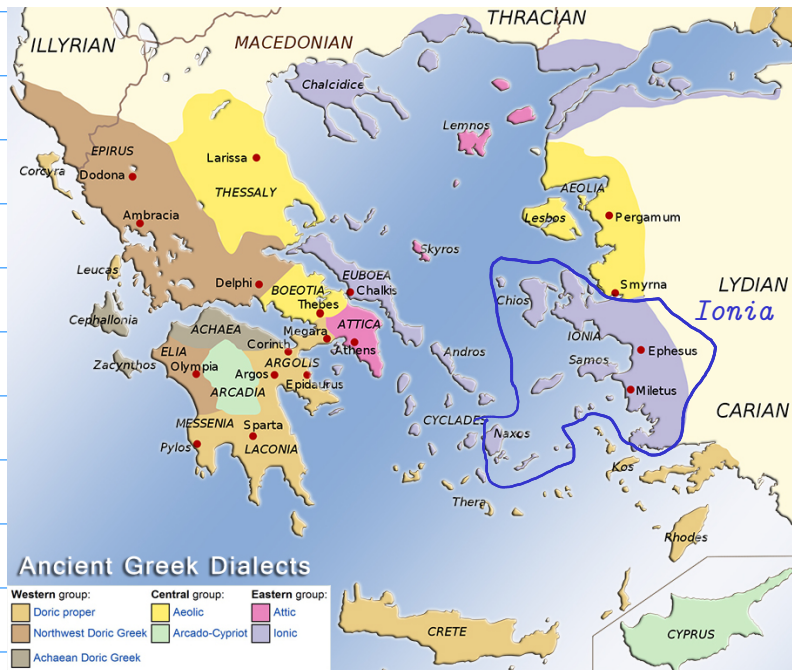 THRACIAN
ILLYRIAN
MACEDONIAN
Chalcidice
Lemnos
EPIRUS
Larissa
Corcyra
Dodona
THESSALY
AEOLIA
Ambracia
Lesbos
Pergamum
Skyros
Leucas
Delphi
EUBOEA
BOEOTIA
Chalkis
Smyrna
LYDIAN
Thebes
Chios
Ionia
Cephallonia
ACHAEA
Megara
ATTICA
IONIA
Corinth
Athens
Andros
Ephesus
Zacynthos
ELIA
Olympia
ARGOLIS
Argos
Samos
Epidaurus
Miletus
ARCADIA
CARIAN
MESSENIA
Sparta
CYCLADES
Naxos
Pylos
LACONIA
Kos
Thera
Rhodes
Ancient Greek Dialects
Western group:
Doric proper
Northwest Doric Greek
Achaean Doric Greek
Central group:
Aeolic
Arcado-Cypriot
Eastern group:
Attic
Ionic
CRETE
CYPRUS